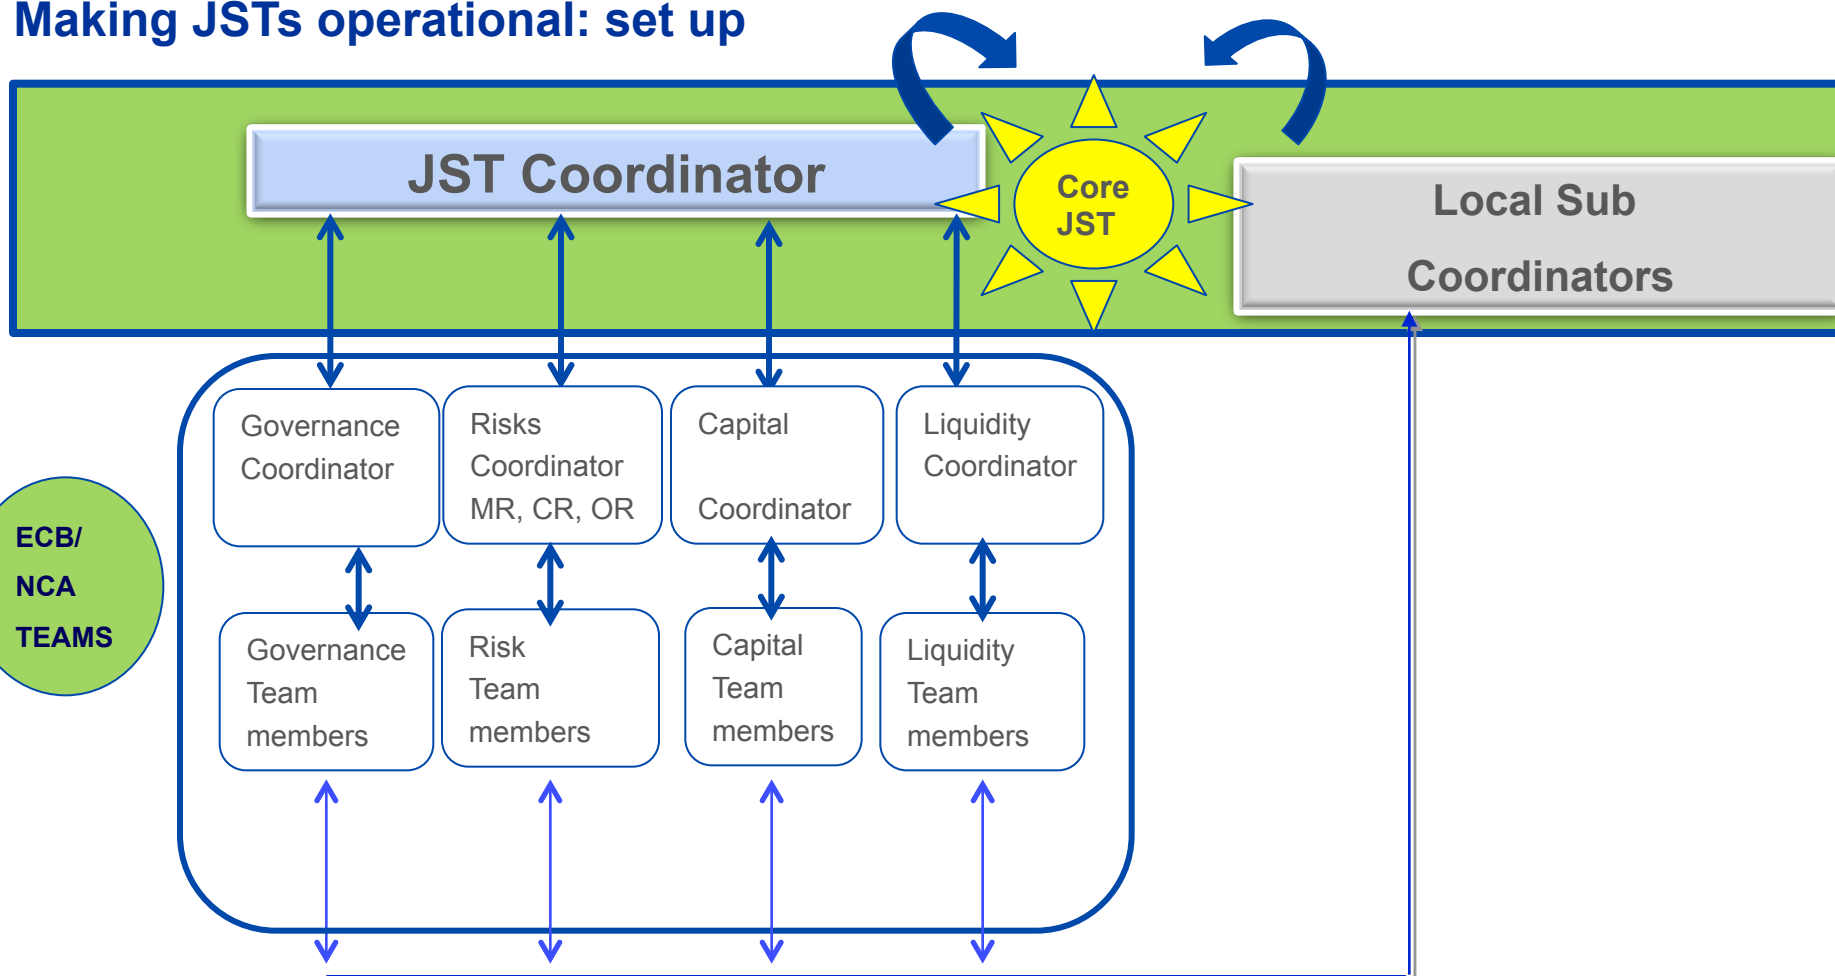 Making JSTs operational: set up
JST Coordinator
Core
JST
Local Sub
Coordinators
Governance
Coordinator
Risks
Coordinator
MR, CR, OR
Capital
Coordinator
Liquidity
Coordinator
ECB/
NCA
TEAMS
Governance
Team
members
Risk
Team
members
Capital
Team
members
Liquidity
Team
members